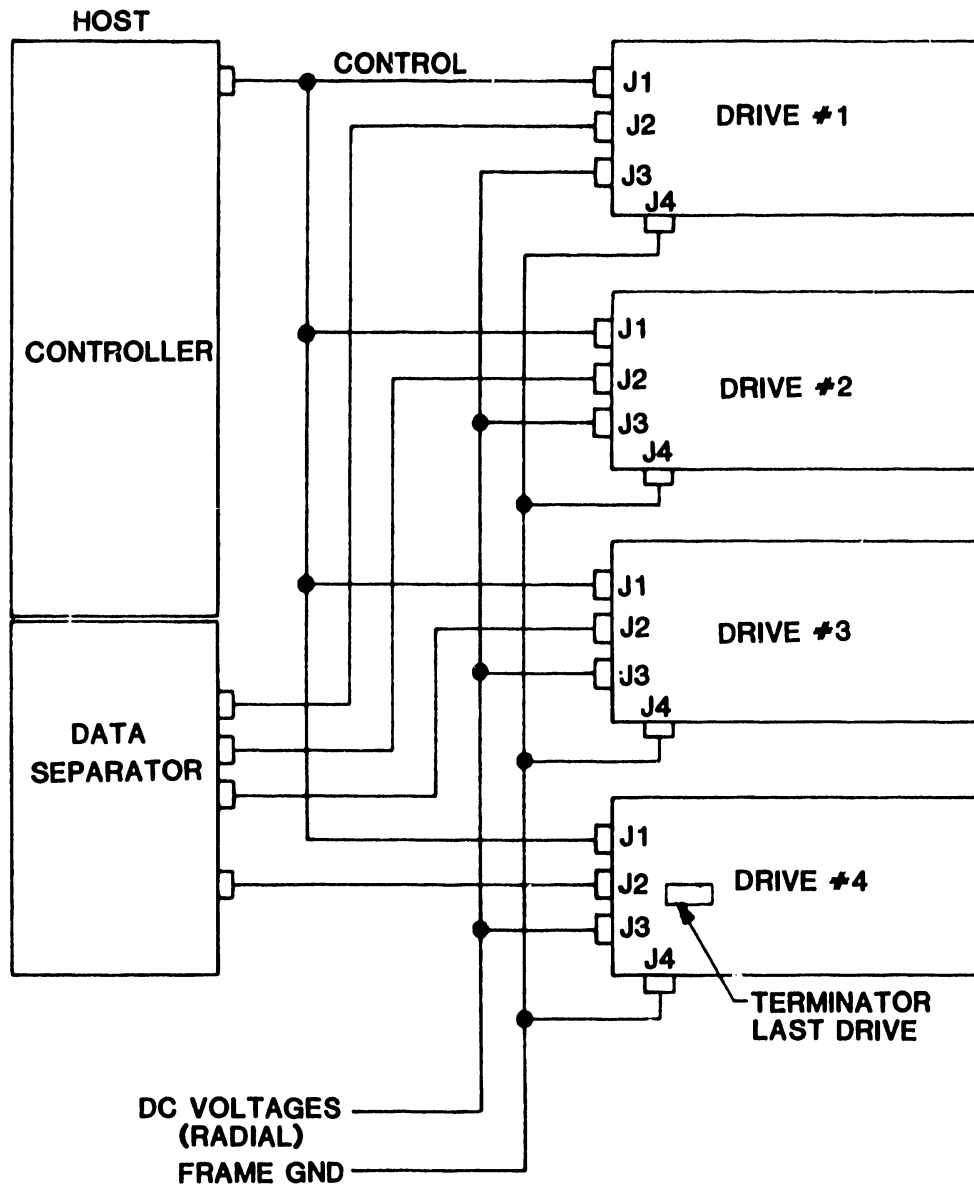 HOST
CONTROL
CONTROLLER
DATA
SEPARATOR
J1
J2
J3
J4
DRIVE #1
J1
J2
J3
J4
DRIVE #2
J1
J2
J3
J4
DRIVE #3
J1
J2
J3
J4
DRIVE #4
TERMINATOR
LAST DRIVE
DC VOLTAGES
(RADIAL)
FRAME GND